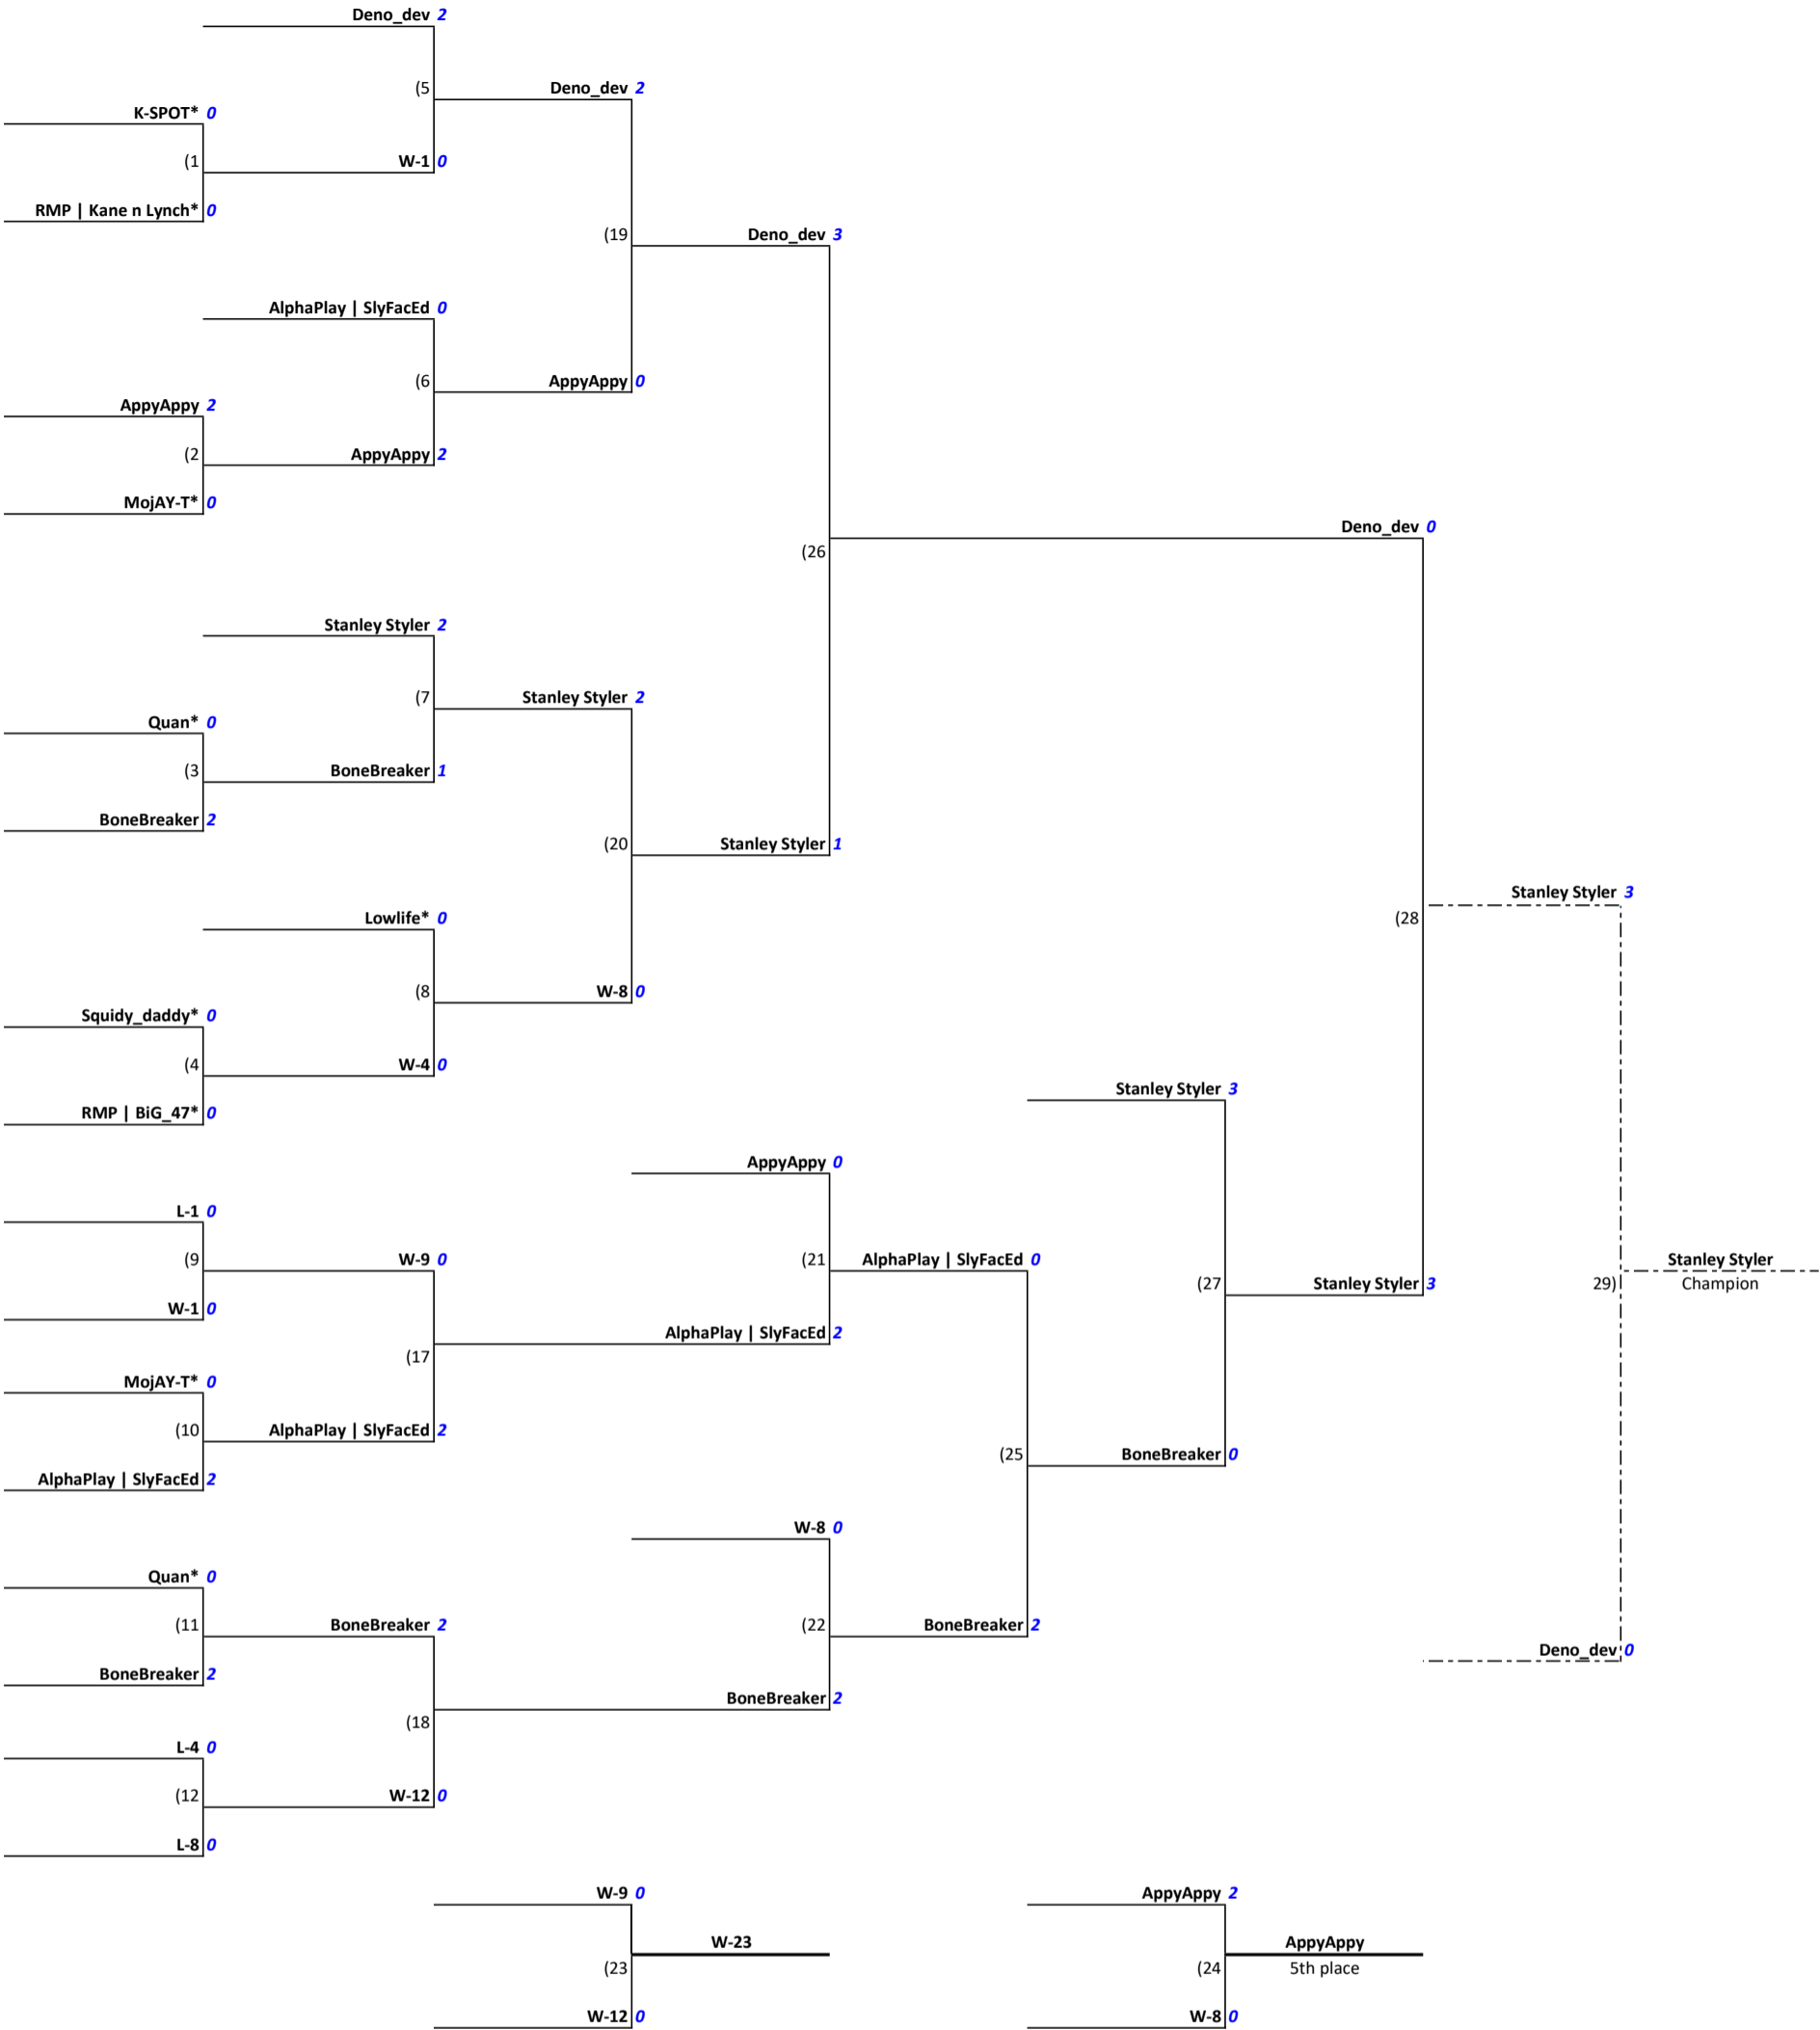 Deno_dev 2
(5 Deno_dev 2
K-SPOT* 0
(1 W-1 0
RMP | Kane n Lynch* 0
(19 Deno_dev 3
AlphaPlay | SlyFacEd 0
(6 AppyAppy 0
AppyAppy 2
(2 AppyAppy 2
MojAY-T* 0
Deno_dev 0
(26
Stanley Styler 2
(7 Stanley Styler 2
Quan* 0
(3 BoneBreaker 1
BoneBreaker 2
(20 Stanley Styler 1
Stanley Styler 3
Lowlife* 0
(28
(8 W-8 0
Squidy_daddy* 0
(4 W-4 0
Stanley Styler 3
RMP | BiG_47* 0
AppyAppy 0
L-1 0
(9 W-9 0
(21 AlphaPlay | SlyFacEd 0
Stanley Styler
(27 Stanley Styler 3
29) Champion
W-1 0
AlphaPlay | SlyFacEd 2
(17
MojAY-T* 0
(10 AlphaPlay | SlyFacEd 2
(25 BoneBreaker 0
AlphaPlay | SlyFacEd 2
W-8 0
Quan* 0
(11 BoneBreaker 2
(22 BoneBreaker 2
Deno_dev 0
BoneBreaker 2
BoneBreaker 2
(18
L-4 0
(12 W-12 0
L-8 0
W-9 0
AppyAppy 2
W-23
AppyAppy
(23
(24 5th place
W-12 0
W-8 0